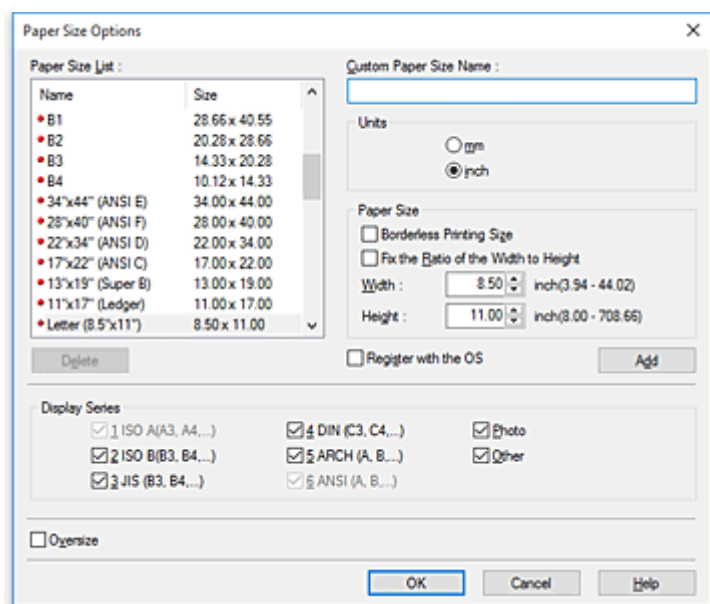 Paper Size Options
Paper Size List :
Name Size
B1 28.66 x 40.55
B2 20.28 x 28.66
B3 14.33 x 20.28
B4 10.12 x 14.33
34"x44" (ANSI E) 34.00 x 44.00
28"x40" (ANSI F) 28.00 x 40.00
22"x34" (ANSI D) 22.00 x 34.00
17"x22" (ANSI C) 17.00 x 22.00
13"x19" (Super B) 13.00 x 19.00
11"x17" (Ledger) 11.00 x 17.00
Letter (8.5"x11") 8.50 x 11.00
Delete
Custom Paper Size Name :
Units
mm
inch
Paper Size
Borderless Printing Size
Fix the Ratio of the Width to Height
Width : 8.50 inch(3.94 - 44.02)
Height : 11.00 inch(8.00 - 708.66)
Register with the OS Add
Display Series
1 ISO A(A3, A4,...) 4 DIN (C3, C4,...) Photo
2 ISO B(B3, B4,...) 5 ARCH (A, B,...) Other
3 JIS (B3, B4,...) 6 ANSI (A, B,...)
Oversize
OK Cancel Help